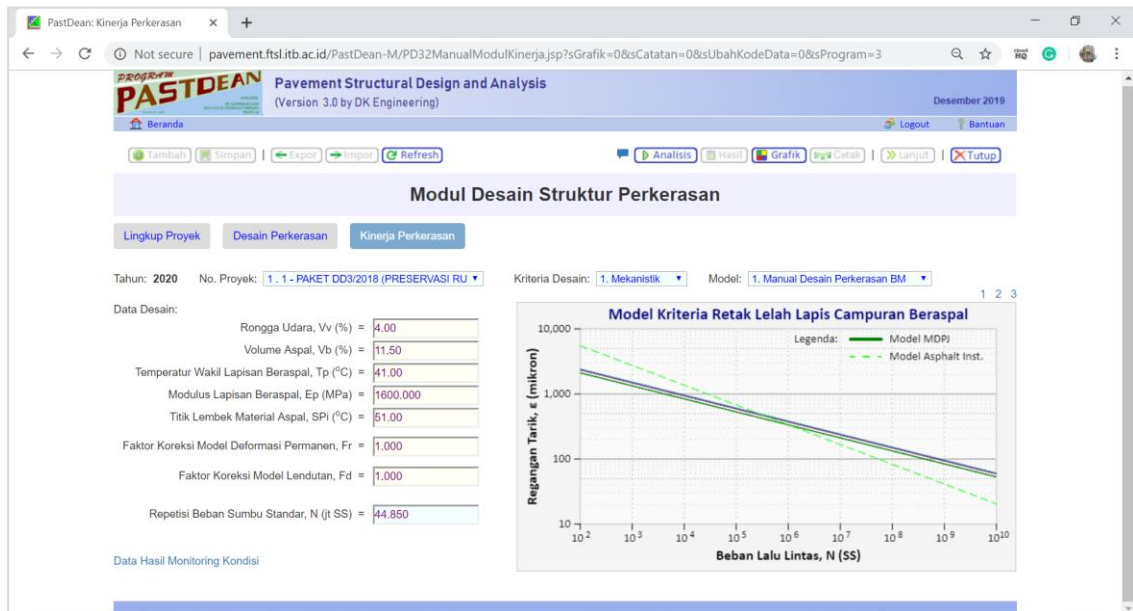 PastDean: Kinerja Perkerasan
Not secure | pavement.ftsl.itb.ac.id/PastDean-M/PD32ManualModulKinerja.jsp?sGrafik=0&sCatatan=0&sUbahKodeData=0&sProgram=3
PROGRAM
PASTDEAN
Pavement Structural Design and Analysis
(Version 3.0 by DK Engineering)
Desember 2019
Beranda Logout Bantuan
Tambah Simpan | Expor Impor Refresh Analisis Hasil Grafik Cetak | Lanjut | Tutup
Modul Desain Struktur Perkerasan
Lingkup Proyek Desain Perkerasan Kinerja Perkerasan
Tahun: 2020 No. Proyek: 1 . 1 - PAKET DD3/2018 (PRESERVASI RU Kriteria Desain: 1. Mekanistik Model: 1. Manual Desain Perkerasan BM
1 2 3
Data Desain:
Rongga Udara, Vv (%) = 4.00
Volume Aspal, Vb (%) = 11.50
Temperatur Wakil Lapisan Beraspal, Tp (°C) = 41.00
Modulus Lapisan Beraspal, Ep (MPa) = 1600.000
Titik Lembek Material Aspal, SPi (°C) = 51.00
Faktor Koreksi Model Deformasi Permanen, Fr = 1.000
Faktor Koreksi Model Lendutan, Fd = 1.000
Repetisi Beban Sumbu Standar, N (jt SS) = 44.850
Data Hasil Monitoring Kondisi
Model Kriteria Retak Lelah Lapis Campuran Beraspal
Legenda: Model MDPJ
Model Asphalt Inst.
Regangan Tarik, ε (mikron)
10,000
1,000
100
10
10² 10³ 10⁴ 10⁵ 10⁶ 10⁷ 10⁸ 10⁹ 10¹⁰
Beban Lalu Lintas, N (SS)